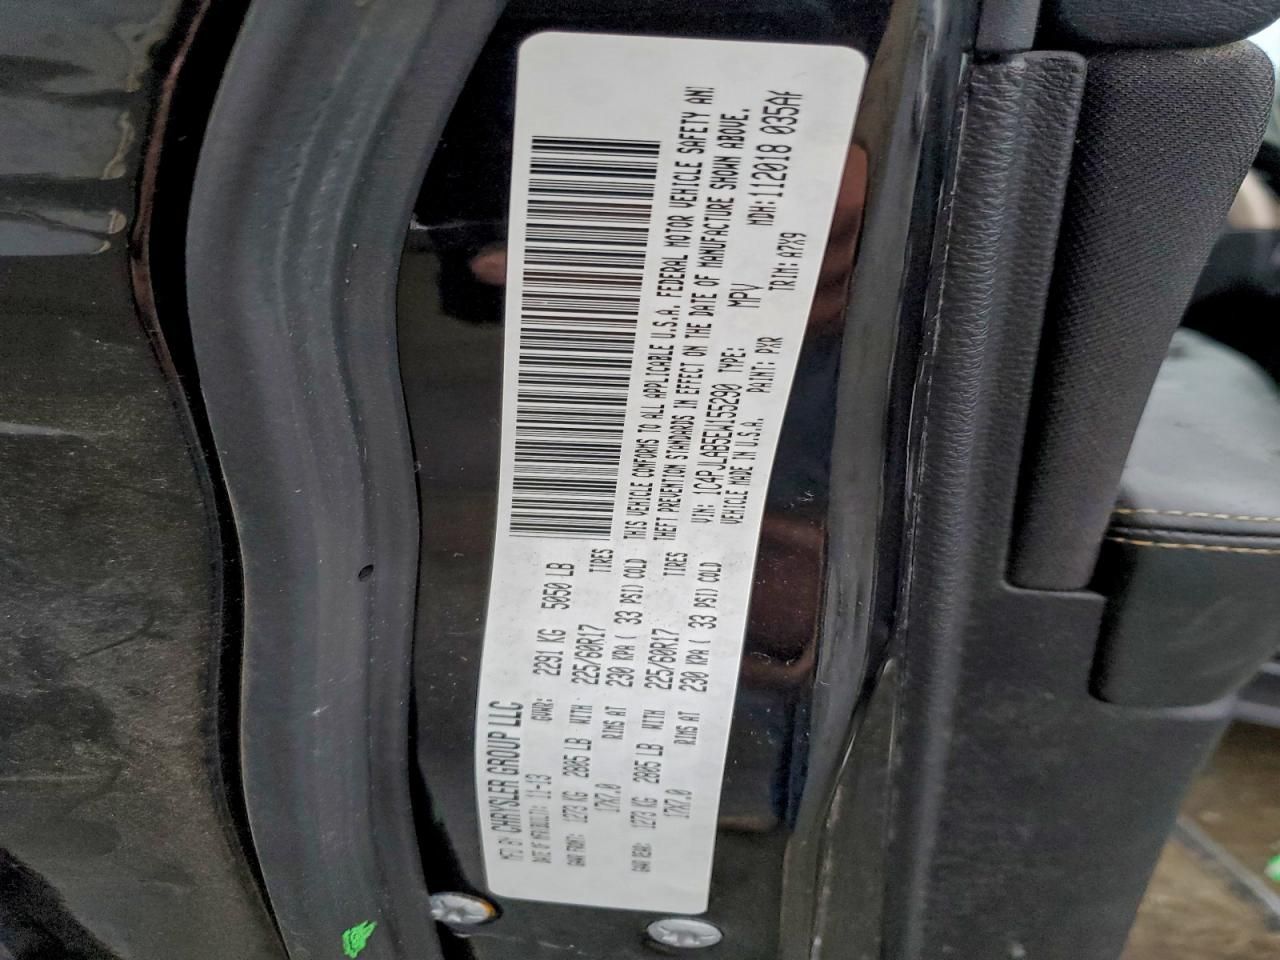 MFD BY CHRYSLER GROUP LLC
DATE OF MFR(BUILT): 11-13 GVWR: 2291 KG 5050 LB
GAWR FRONT: 1273 KG 2805 LB WITH 225/60R17 TIRES
17X7.0 RIMS AT 230 KPA ( 33 PSI) COLD
GAWR REAR: 1273 KG 2805 LB WITH 225/60R17 TIRES
17X7.0 RIMS AT 230 KPA ( 33 PSI) COLD
THIS VEHICLE CONFORMS TO ALL APPLICABLE U.S.A. FEDERAL MOTOR VEHICLE SAFETY AN
THEFT PREVENTION STANDARDS IN EFFECT ON THE DATE OF MANUFACTURE SHOWN ABOVE.
VIN: 1C4PJLAB5EW155290 TYPE: MPV MDH:112018 035A
VEHICLE MADE IN U.S.A. PAINT: PXR TRIM: A7X9